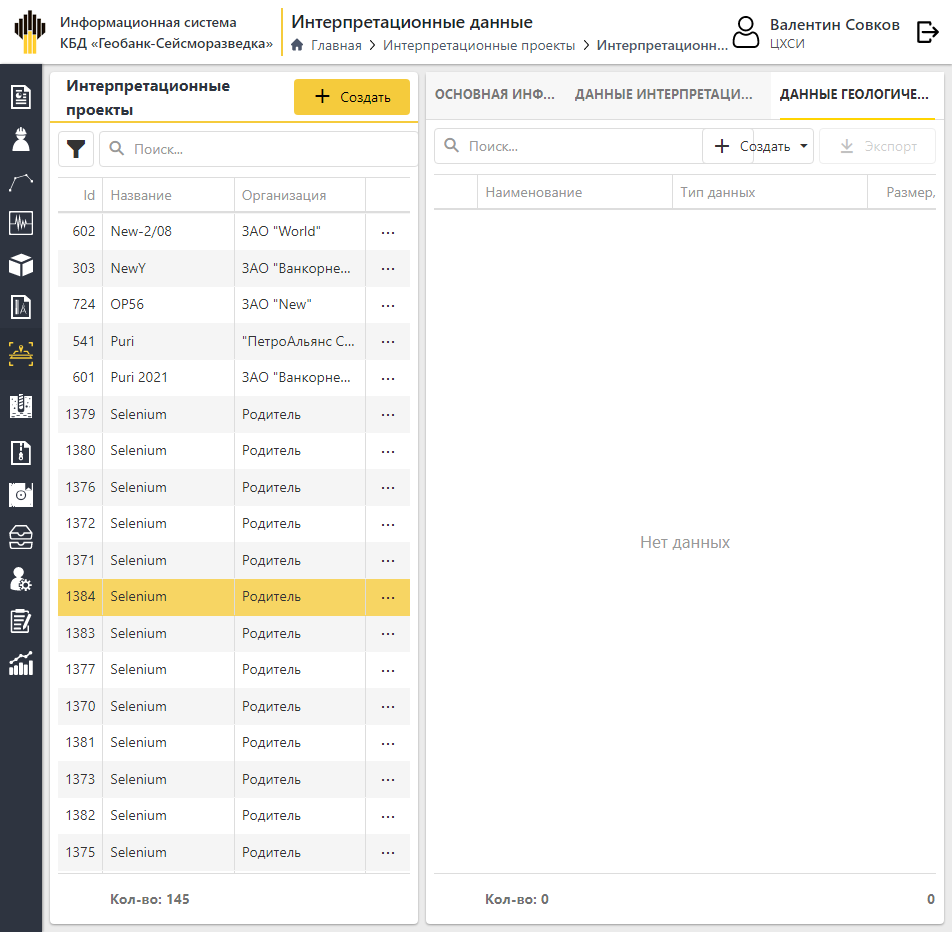 Информационная система
КБД «Геобанк-Сейсморазведка»
Интерпретационные данные
Главная > Интерпретационные проекты > Интерпретационн...
Валентин Совков
ЦХСИ
Интерпретационные
проекты
+ Создать
Поиск...
Id Название Организация
602 New-2/08 ЗАО "World" ...
303 NewY ЗАО "Ванкорне... ...
724 ОР56 ЗАО "New" ...
541 Puri "ПетроАльянс С... ...
601 Puri 2021 ЗАО "Ванкорне... ...
1379 Selenium Родитель ...
1380 Selenium Родитель ...
1376 Selenium Родитель ...
1372 Selenium Родитель ...
1371 Selenium Родитель ...
1384 Selenium Родитель ...
1383 Selenium Родитель ...
1377 Selenium Родитель ...
1370 Selenium Родитель ...
1381 Selenium Родитель ...
1373 Selenium Родитель ...
1382 Selenium Родитель ...
1375 Selenium Родитель ...
Кол-во: 145
ОСНОВНАЯ ИНФ... ДАННЫЕ ИНТЕРПРЕТАЦИ... ДАННЫЕ ГЕОЛОГИЧЕ...
Поиск... + Создать Экспорт
Наименование Тип данных Размер,
Нет данных
Кол-во: 0 0